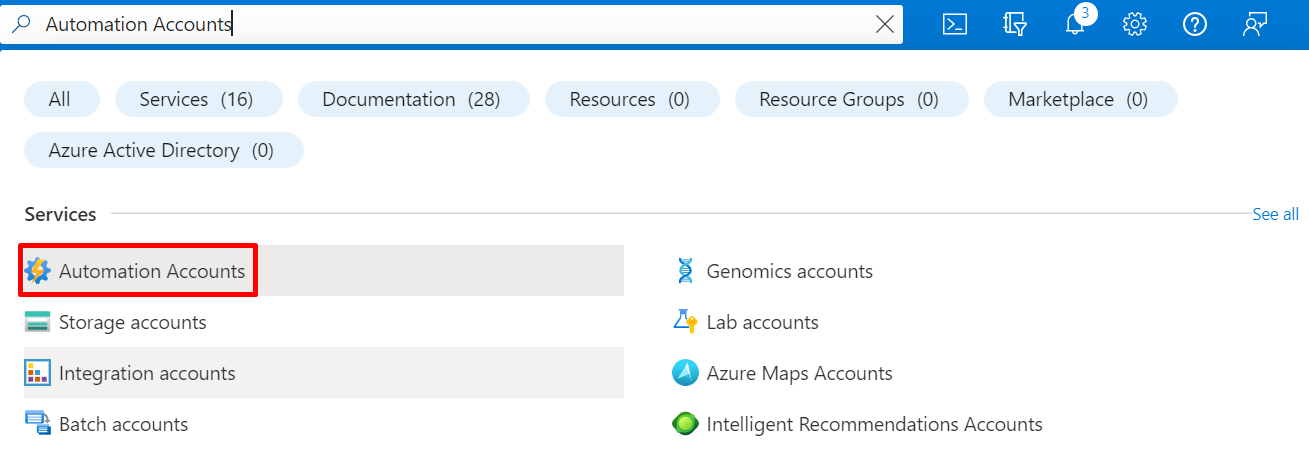 Automation Accounts
3
All Services (16) Documentation (28) Resources (0) Resource Groups (0) Marketplace (0)
Azure Active Directory (0)
Services See all
Automation Accounts Genomics accounts
Storage accounts Lab accounts
Integration accounts Azure Maps Accounts
Batch accounts Intelligent Recommendations Accounts